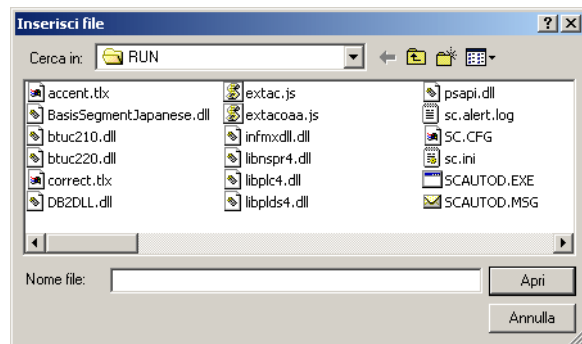 Inserisci file
Cerca in: RUN
accent.tlx
BasisSegmentJapanese.dll
btuc210.dll
btuc220.dll
correct.tlx
DB2DLL.dll
extac.js
extacoaa.js
infmxdll.dll
libnspr4.dll
libplc4.dll
libplds4.dll
psapi.dll
sc.alert.log
SC.CFG
sc.ini
SCAUTOD.EXE
SCAUTOD.MSG
Nome file:
Apri
Annulla